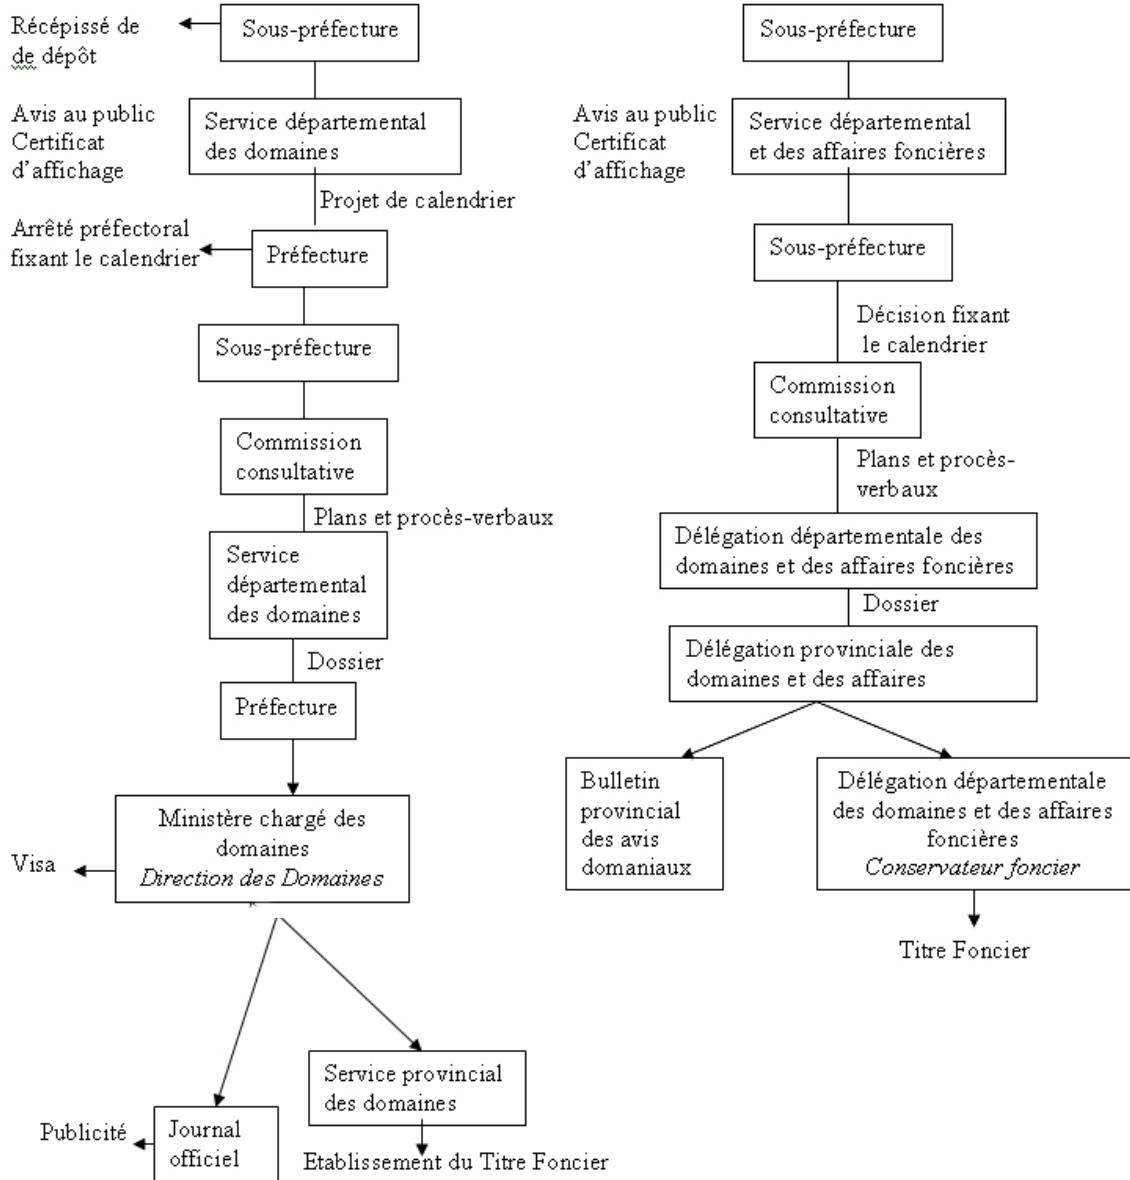 Récépissé de
de dépôt
Sous-préfecture
Avis au public
Certificat
d'affichage
Service départemental
des domaines
Projet de calendrier
Arrêté préfectoral
fixant le calendrier
Préfecture
Sous-préfecture
Commission
consultative
Plans et procès-verbaux
Service
départemental
des domaines
Dossier
Préfecture
Ministère chargé des
domaines
Direction des Domaines
Visa
Service provincial
des domaines
Publicité
Journal
officiel
Etablissement du Titre Foncier
Sous-préfecture
Avis au public
Certificat
d'affichage
Service départemental
et des affaires foncières
Sous-préfecture
Décision fixant
le calendrier
Commission
consultative
Plans et procès-
verbaux
Délégation départementale des
domaines et des affaires foncières
Dossier
Délégation provinciale des
domaines et des affaires
Bulletin
provincial
des avis
domaniaux
Délégation départementale
des domaines et des affaires
foncières
Conservateur foncier
Titre Foncier